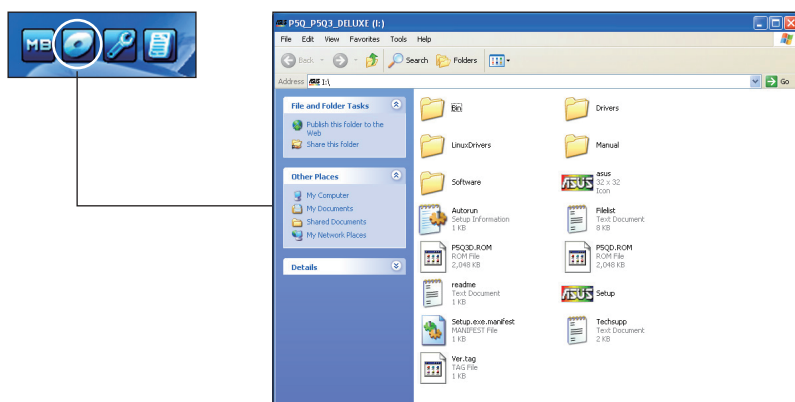 MB
P5Q_P5Q3_DELUXE (I:)
File Edit View Favorites Tools Help
Back Search Folders
Address I:\ Go
File and Folder Tasks
Publish this folder to the
Web
Share this folder
Other Places
My Computer
My Documents
Shared Documents
My Network Places
Details
Bin
Drivers
LinuxDrivers
Manual
Software
ASUS
asus
32 x 32
Icon
Autorun
Setup Information
1 KB
Filelist
Text Document
8 KB
P5Q3D.ROM
ROM File
2,048 KB
P5QD.ROM
ROM File
2,048 KB
readme
Text Document
1 KB
ASUS
Setup
Setup.exe.manifest
MANIFEST File
1 KB
Techsupp
Text Document
2 KB
Ver.tag
TAG File
1 KB